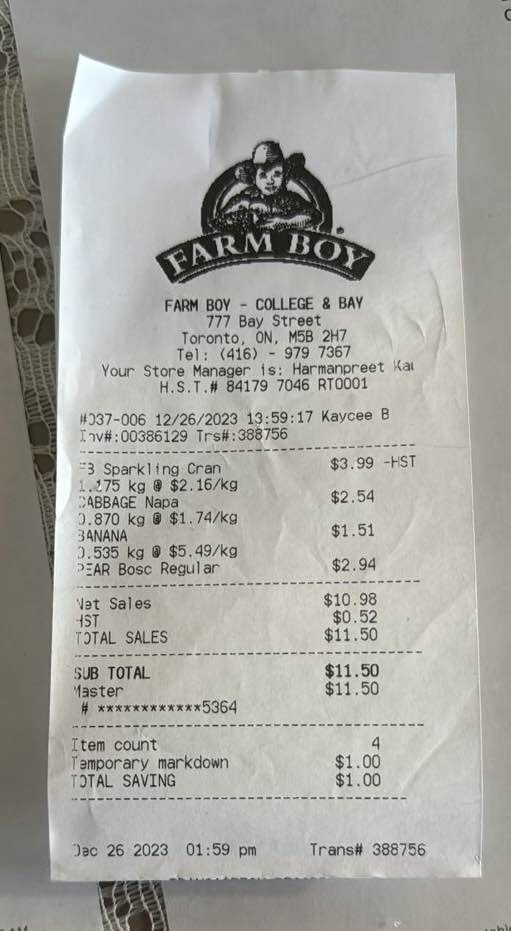 FARM BOY
FARM BOY - COLLEGE & BAY
777 Bay Street
Toronto, ON, M5B 2H7
Tel: (416) - 979 7367
Your Store Manager is: Harmanpreet Kau
H.S.T.# 84179 7046 RT0001
#037-006 12/26/2023 13:59:17 Kaycee B
Inv#:00386129 Trs#:388756
FB Sparkling Cran $3.99 -HST
1.175 kg @ $2.16/kg
CABBAGE Napa $2.54
0.870 kg @ $1.74/kg
BANANA $1.51
0.535 kg @ $5.49/kg
PEAR Bosc Regular $2.94
Net Sales $10.98
HST $0.52
TOTAL SALES $11.50
SUB TOTAL $11.50
Master $11.50
# ************5364
Item count 4
Temporary markdown $1.00
TOTAL SAVING $1.00
Dec 26 2023 01:59 pm Trans# 388756